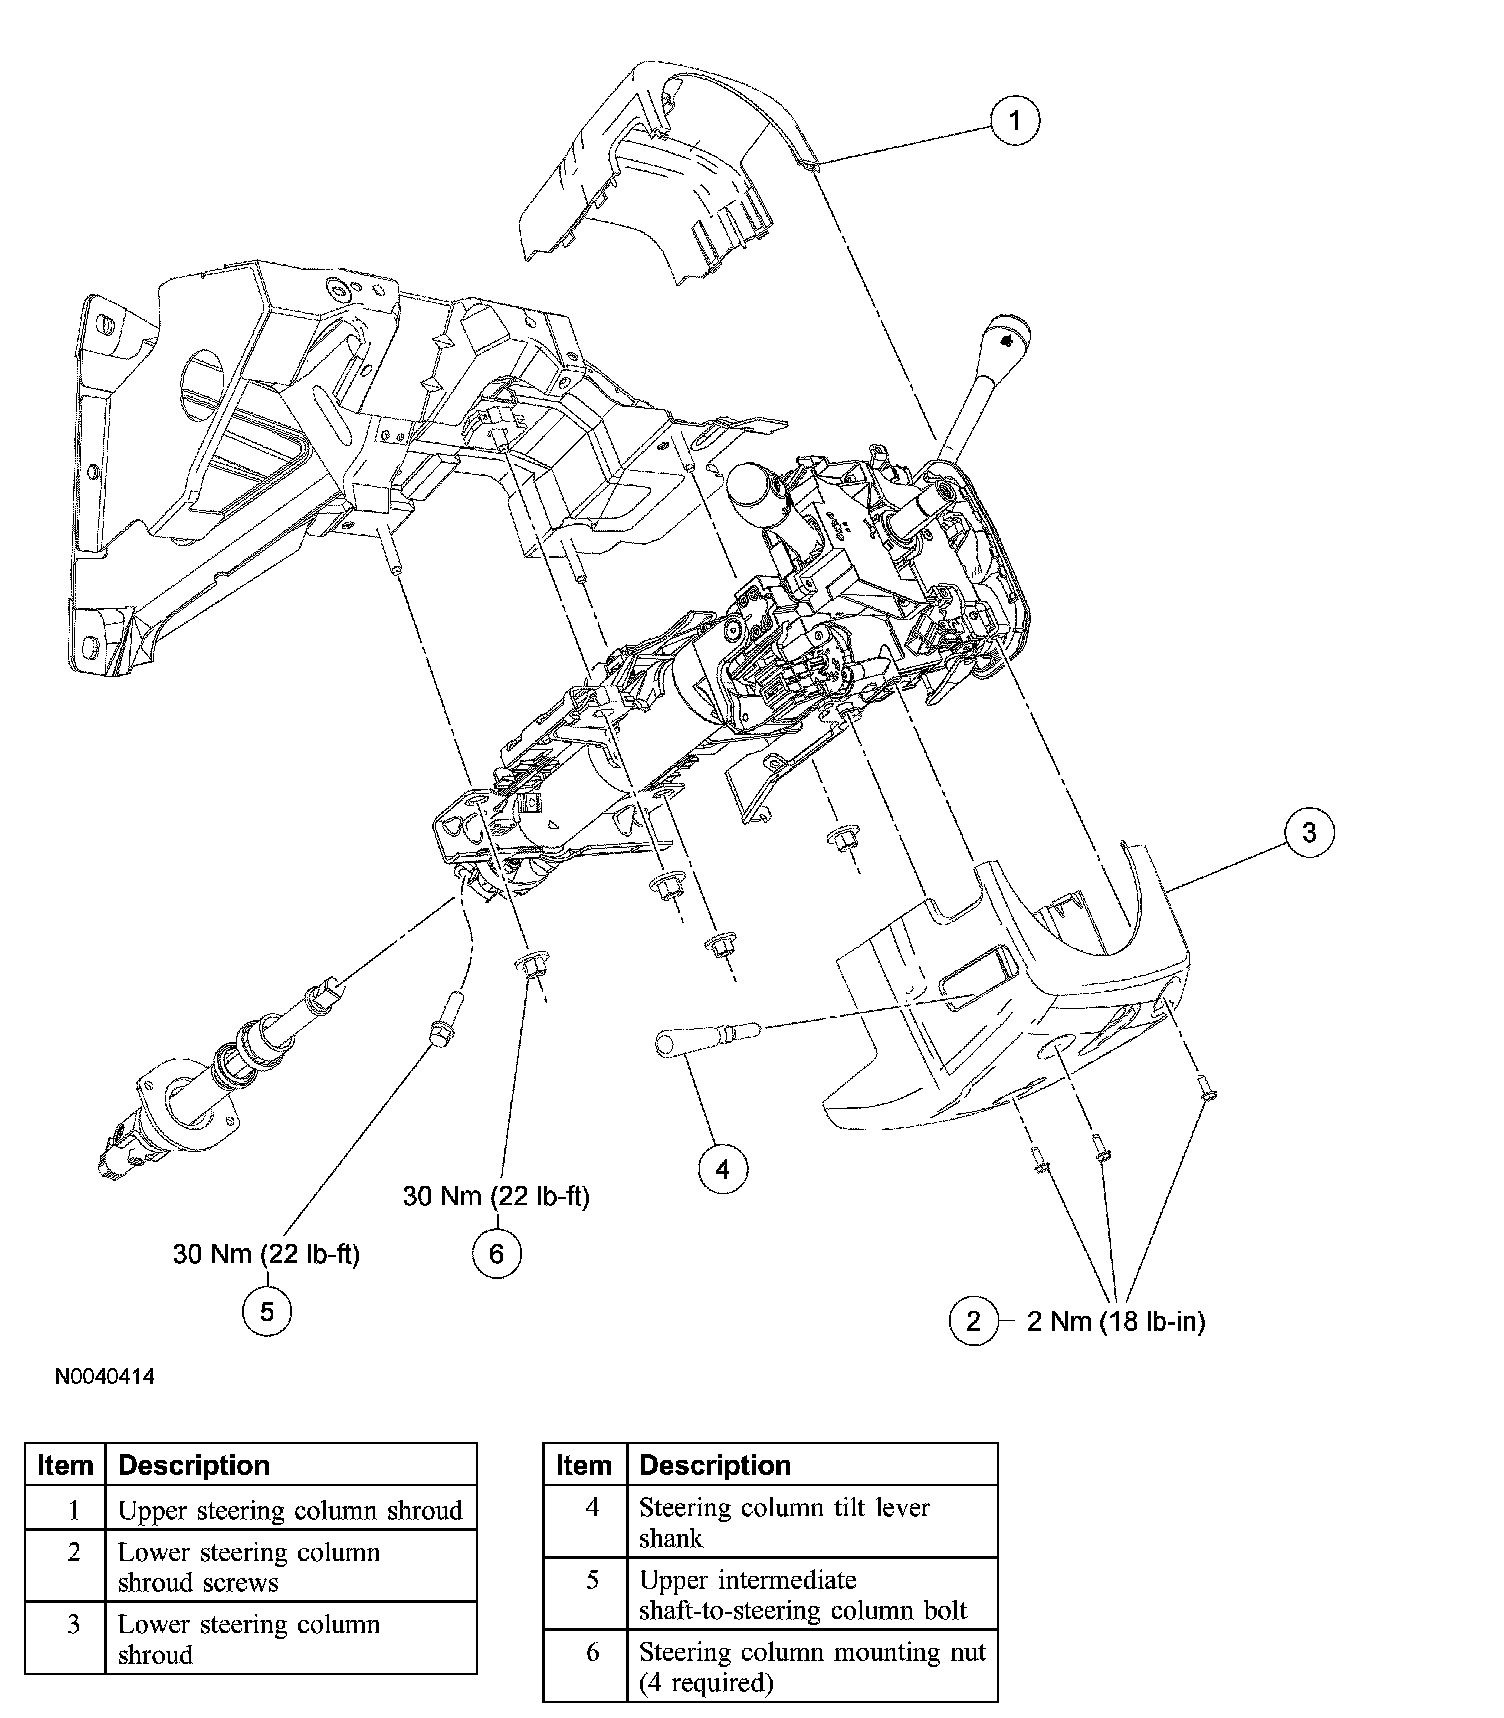 1
3
4
30 Nm (22 lb-ft)
6
30 Nm (22 lb-ft)
5
2 2 Nm (18 lb-in)
N0040414
Item Description
1 Upper steering column shroud
2 Lower steering column
shroud screws
3 Lower steering column
shroud
Item Description
4 Steering column tilt lever
shank
5 Upper intermediate
shaft-to-steering column bolt
6 Steering column mounting nut
(4 required)